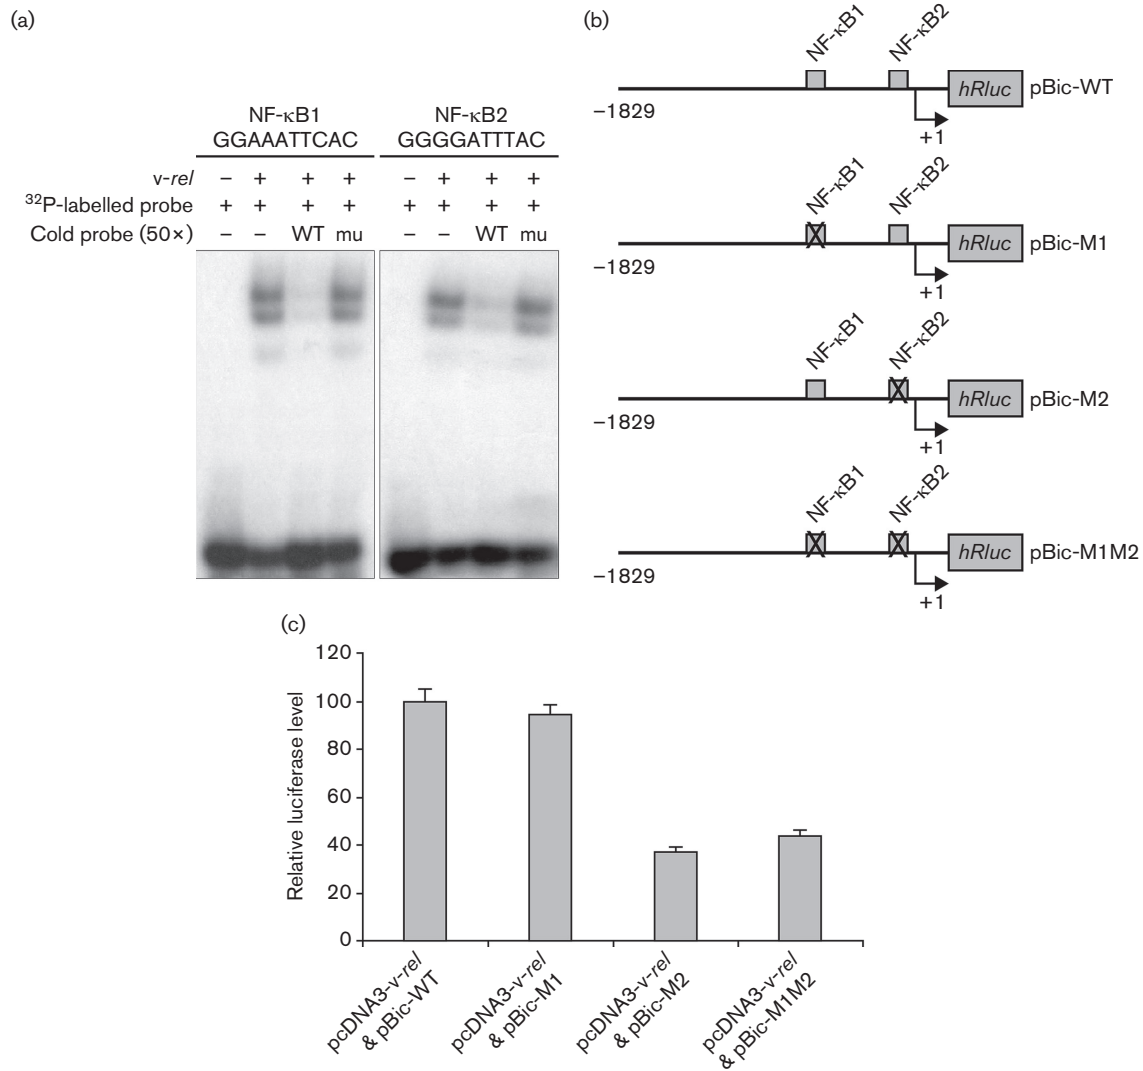 (a)
NF-κB1 NF-κB2
GGAAATTCAC GGGGATTTAC
v-rel – + + + – + + +
³²P-labelled probe + + + + + + + +
Cold probe (50×) – – WT mu – – WT mu
(b)
NF-κB1 NF-κB2
hRluc pBic-WT
–1829
+1
NF-κB1 NF-κB2
hRluc pBic-M1
–1829
+1
NF-κB1 NF-κB2
hRluc pBic-M2
–1829
+1
NF-κB1 NF-κB2
hRluc pBic-M1M2
–1829
+1
(c)
Relative luciferase level
120
100
80
60
40
20
0
pcDNA3-v-rel
& pBic-WT
pcDNA3-v-rel
& pBic-M1
pcDNA3-v-rel
& pBic-M2
pcDNA3-v-rel
& pBic-M1M2